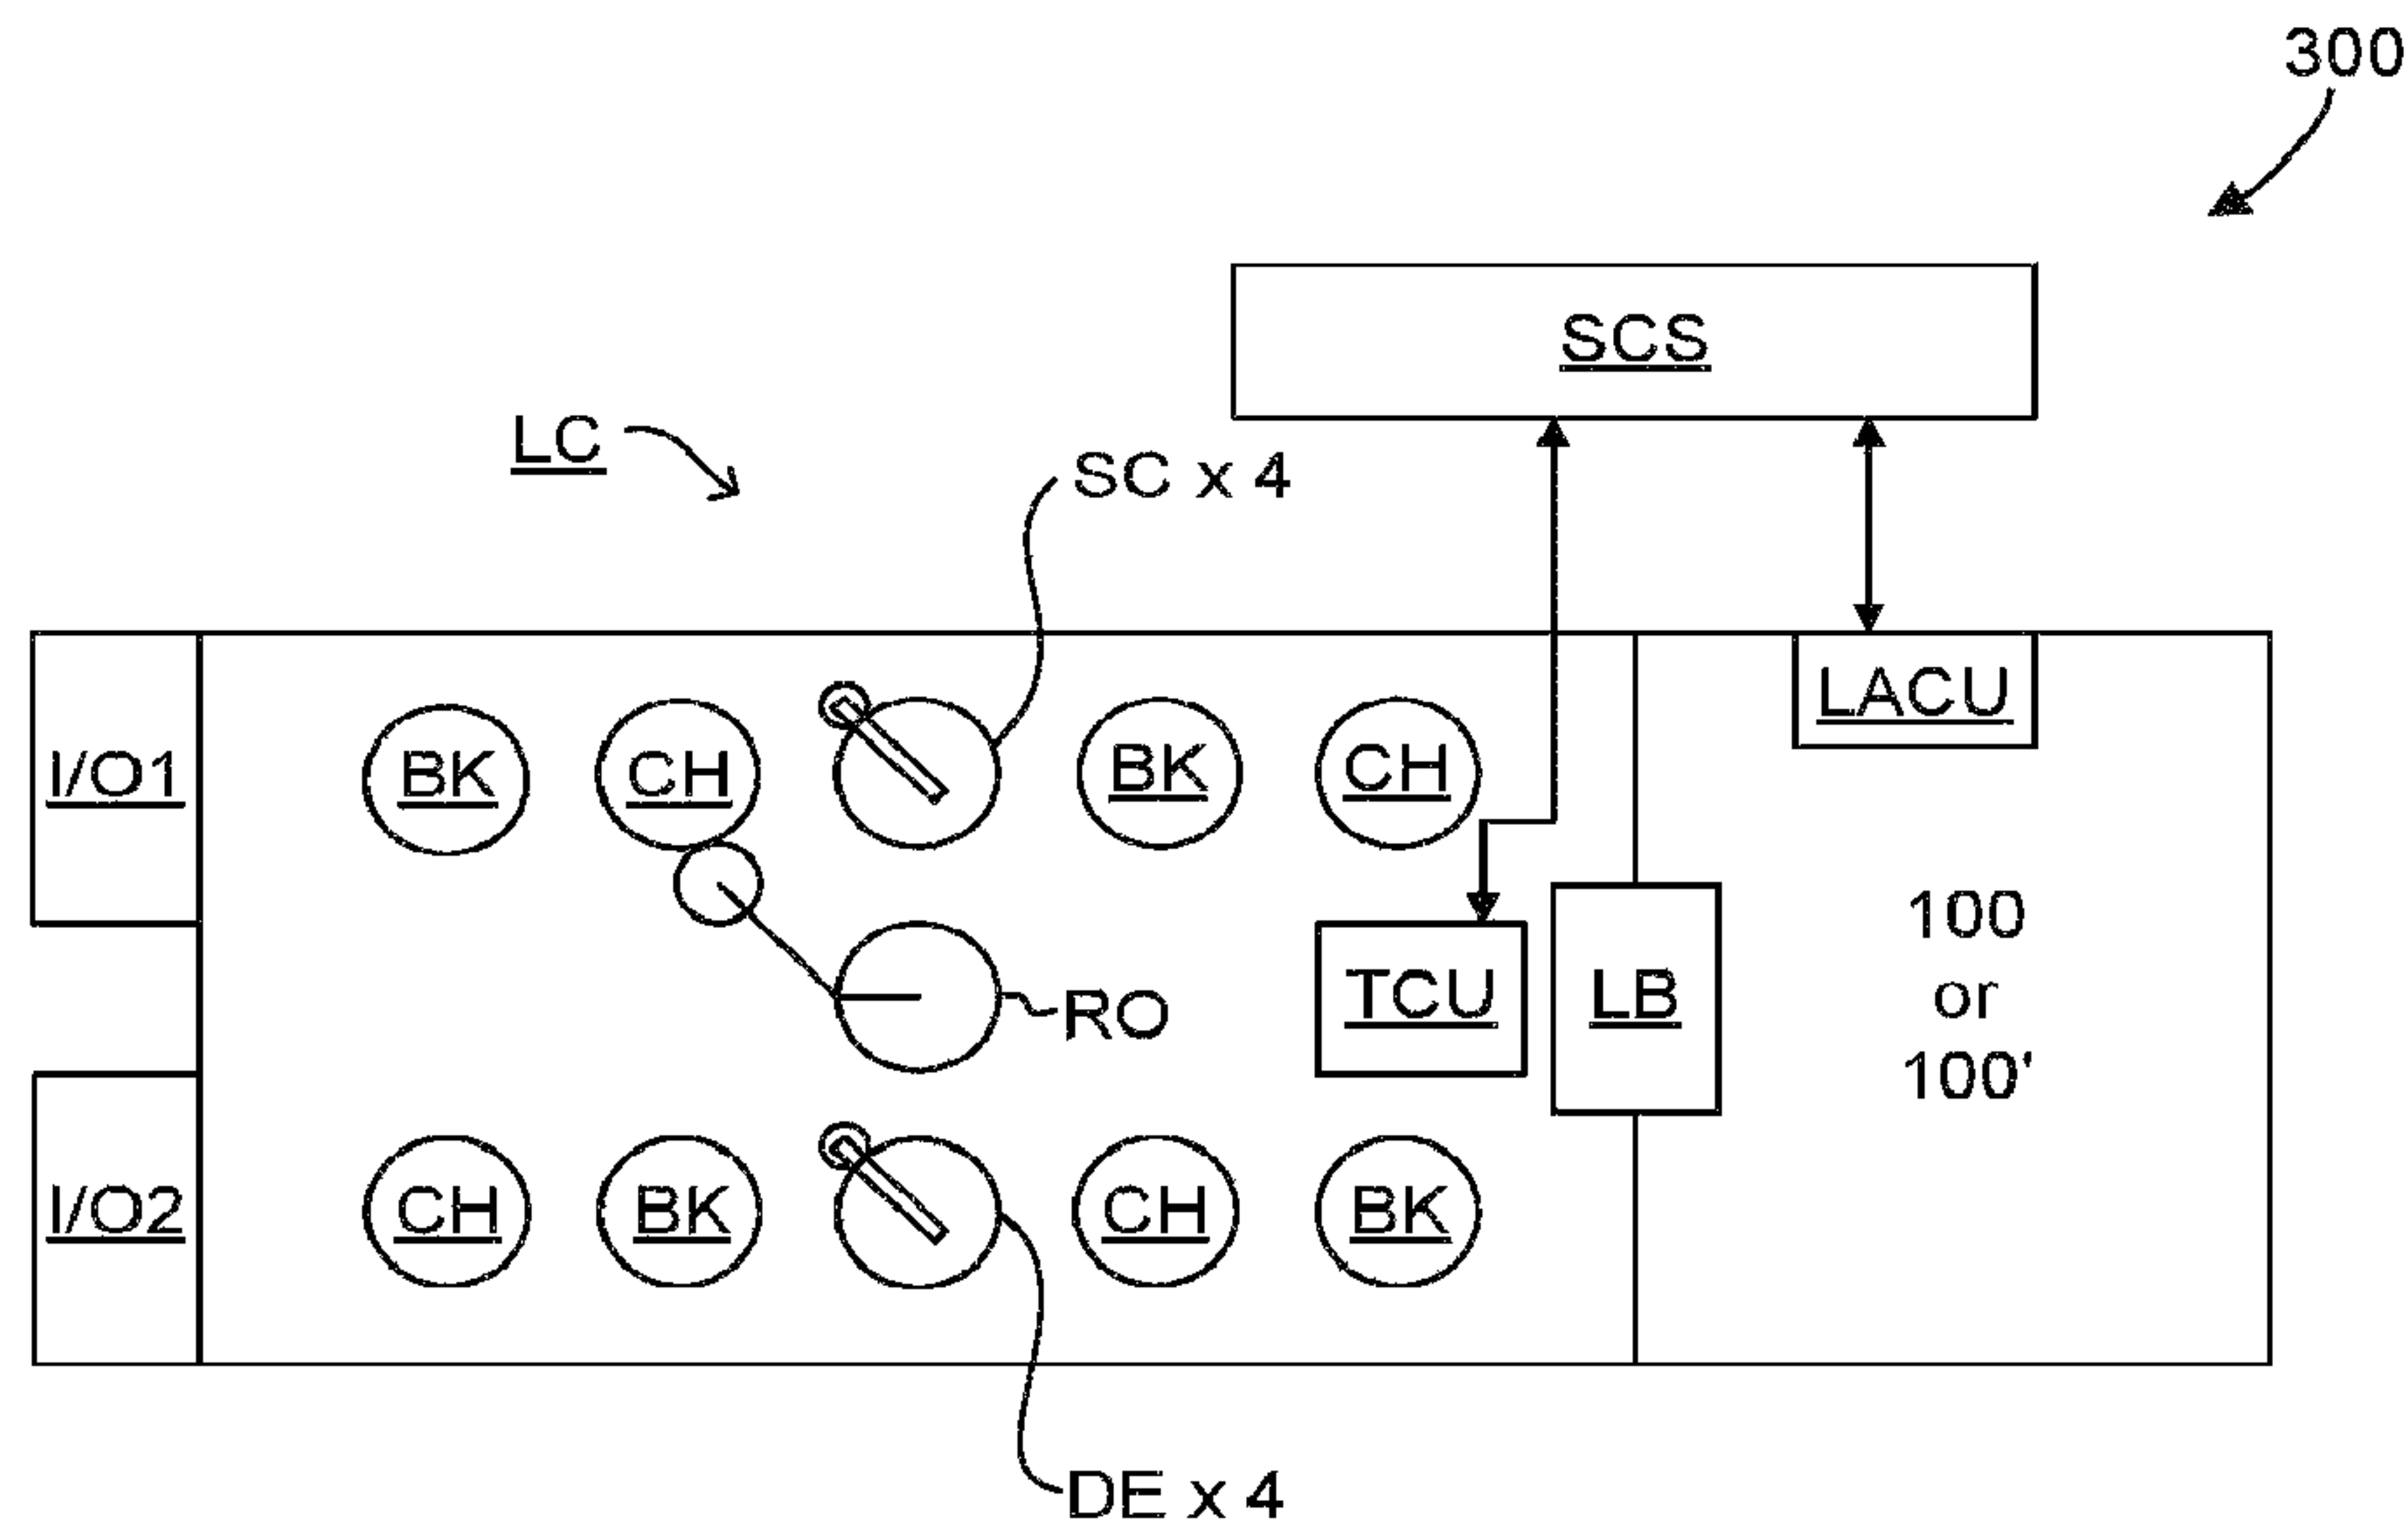 300
SCS
LC
SC x 4
LACU
I/O1
BK
CH
BK
CH
100
or
100'
TCU
LB
RO
I/O2
CH
BK
CH
BK
DE x 4